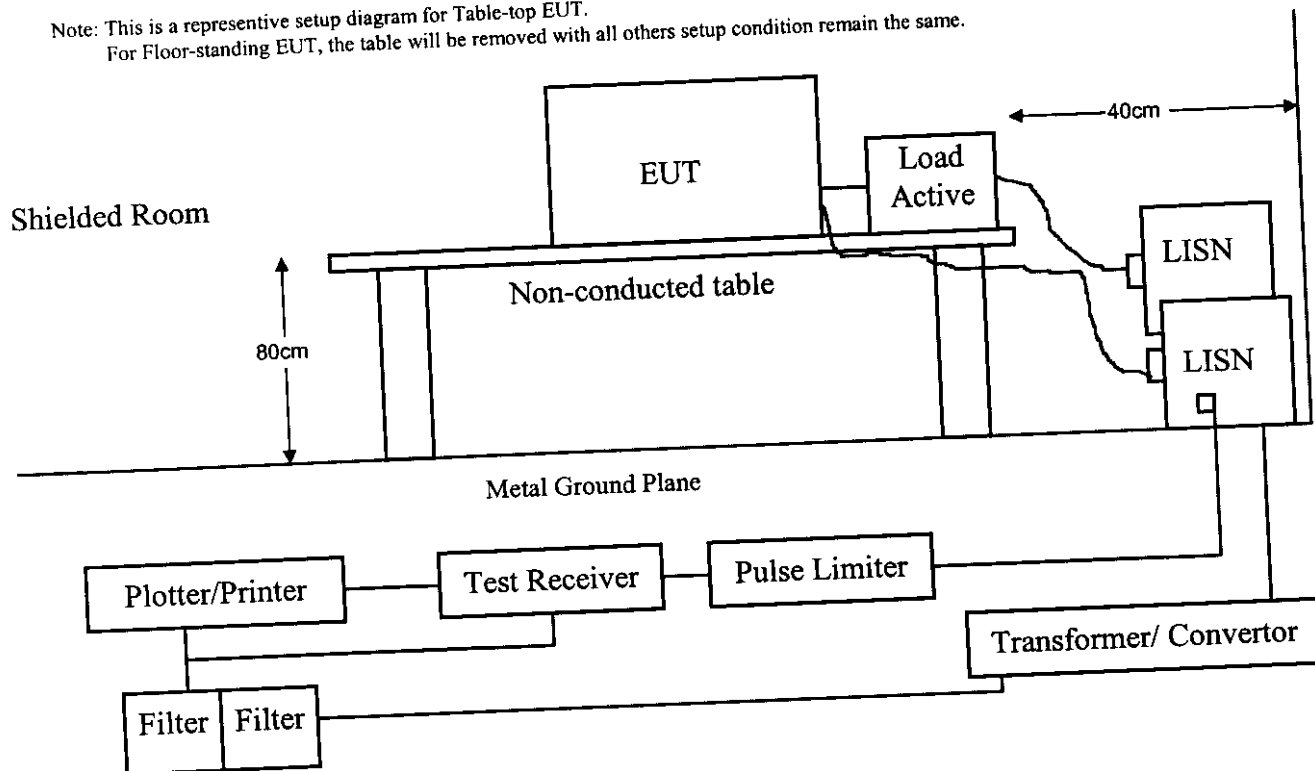 Note: This is a representive setup diagram for Table-top EUT.
For Floor-standing EUT, the table will be removed with all others setup condition remain the same.
40cm
EUT
Load
Active
Shielded Room
LISN
Non-conducted table
80cm
LISN
Metal Ground Plane
Plotter/Printer
Test Receiver
Pulse Limiter
Transformer/ Convertor
Filter
Filter